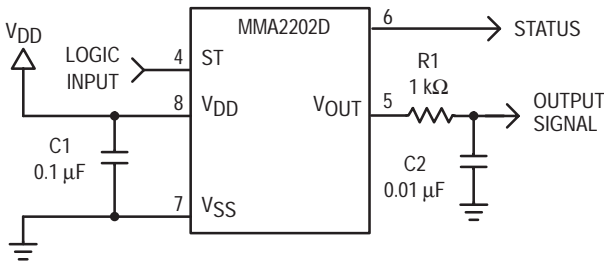 VDD
LOGIC
INPUT
4
ST
MMA2202D
6
STATUS
8
VDD
VOUT
5
R1
1 kΩ
OUTPUT
SIGNAL
C1
0.1 μF
C2
0.01 μF
7
VSS